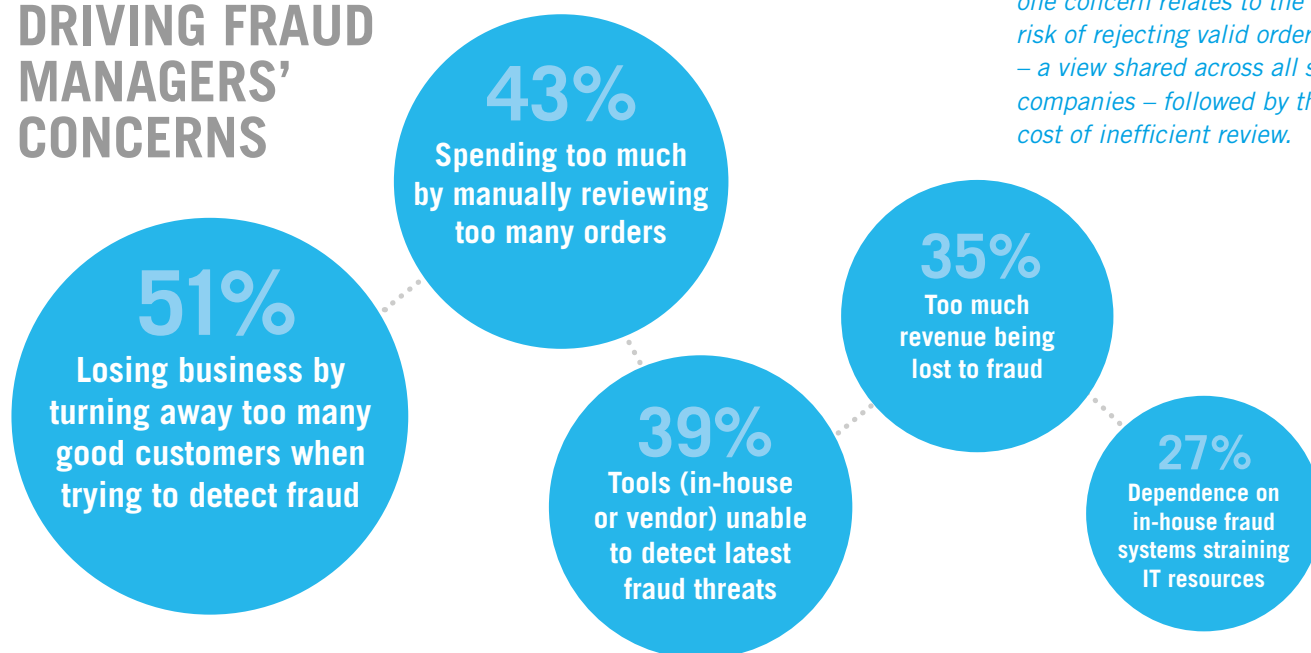 DRIVING FRAUD
MANAGERS’
CONCERNS
one concern relates to the
risk of rejecting valid order
– a view shared across all s
companies – followed by th
cost of inefficient review.
51%
Losing business by
turning away too many
good customers when
trying to detect fraud
43%
Spending too much
by manually reviewing
too many orders
39%
Tools (in-house
or vendor) unable
to detect latest
fraud threats
35%
Too much
revenue being
lost to fraud
27%
Dependence on
in-house fraud
systems straining
IT resources